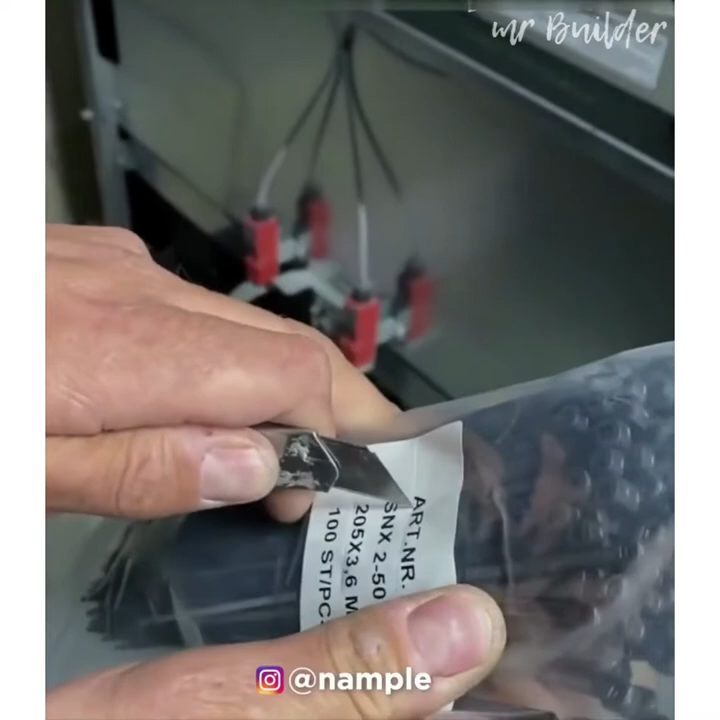 mr Builder
ART.NR.
SNX 2-50
205X3,6 M
100 ST/PC
@nample